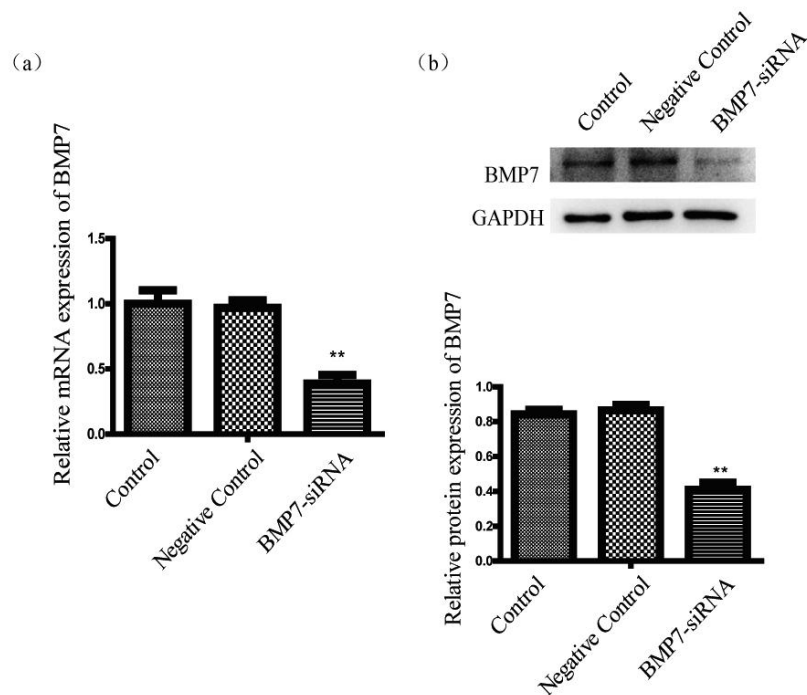 （a）
Relative mRNA expression of BMP7
1.5
1.0
0.5
0.0
**
Control
Negative Control
BMP7-siRNA
（b）
Control
Negative Control
BMP7-siRNA
BMP7
GAPDH
Relative protein expression of BMP7
1.0
0.8
0.6
0.4
0.2
0.0
**
Control
Negative Control
BMP7-siRNA